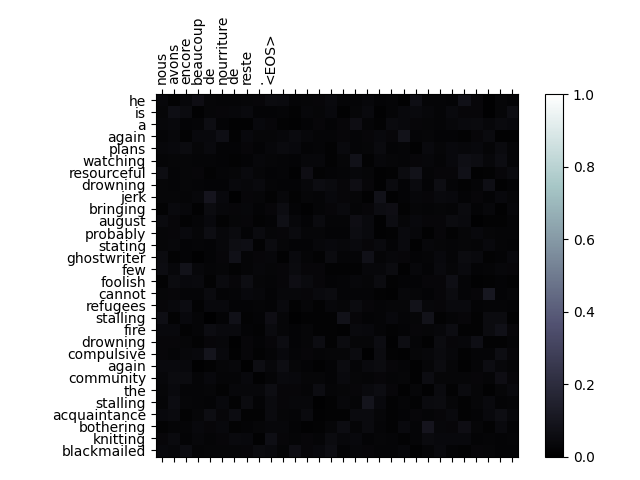 nous
avons
encore
beaucoup
de
nourriture
de
reste
.
<EOS>
he
is
a
again
plans
watching
resourceful
drowning
jerk
bringing
august
probably
stating
ghostwriter
few
foolish
cannot
refugees
stalling
fire
drowning
compulsive
again
community
the
stalling
acquaintance
bothering
knitting
blackmailed
1.0
0.8
0.6
0.4
0.2
0.0